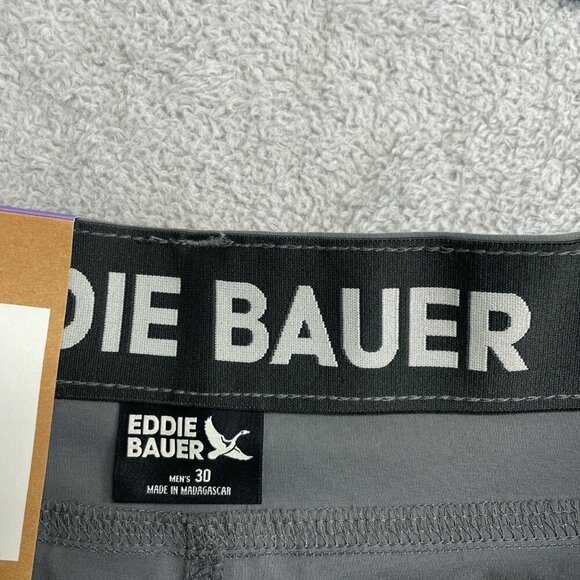 DIE BAUER
EDDIE
BAUER
MEN'S 30
MADE IN MADAGASCAR